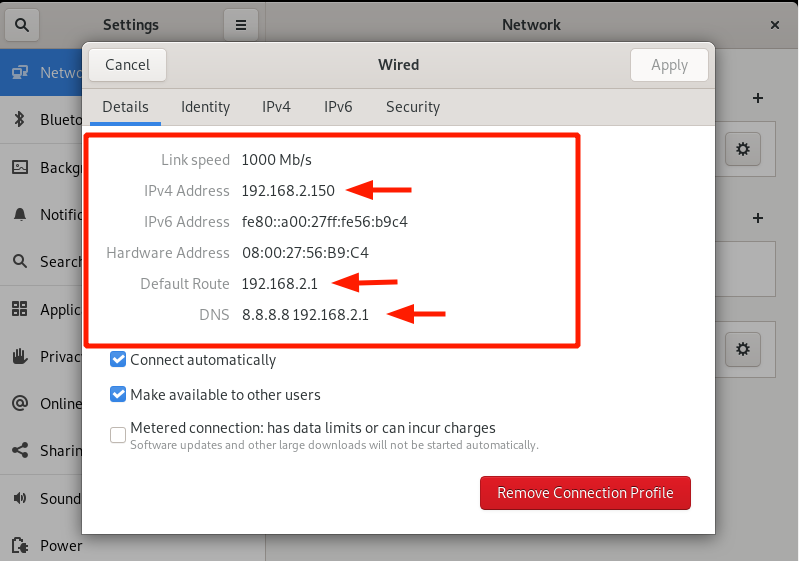 Settings
Network
Cancel
Wired
Apply
Details Identity IPv4 IPv6 Security
Link speed 1000 Mb/s
IPv4 Address 192.168.2.150
IPv6 Address fe80::a00:27ff:fe56:b9c4
Hardware Address 08:00:27:56:B9:C4
Default Route 192.168.2.1
DNS 8.8.8.8 192.168.2.1
Connect automatically
Make available to other users
Metered connection: has data limits or can incur charges
Software updates and other large downloads will not be started automatically.
Remove Connection Profile
Netwo
Blueto
Backg
Notific
Search
Applic
Privac
Online
Sharin
Sound
Power